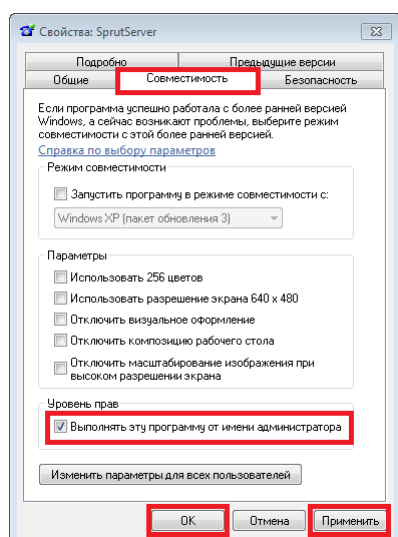 Свойства: SprutServer
Подробно
Предыдущие версии
Общие
Совместимость
Безопасность
Если программа успешно работала с более ранней версией
Windows, а сейчас возникают проблемы, выберите режим
совместимости с этой более ранней версией.
Справка по выбору параметров
Режим совместимости
Запустить программу в режиме совместимости с:
Windows XP (пакет обновления 3)
Параметры
Использовать 256 цветов
Использовать разрешение экрана 640 x 480
Отключить визуальное оформление
Отключить композицию рабочего стола
Отключить масштабирование изображения при
высоком разрешении экрана
Уровень прав
Выполнять эту программу от имени администратора
Изменить параметры для всех пользователей
OK
Отмена
Применить